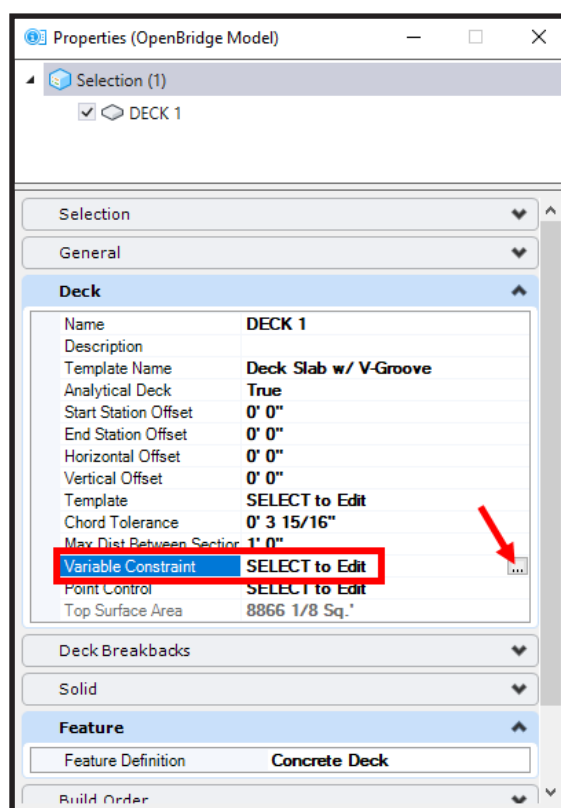 Properties (OpenBridge Model)
Selection (1)
DECK 1
Selection
General
Deck
Name DECK 1
Description
Template Name Deck Slab w/ V-Groove
Analytical Deck True
Start Station Offset 0' 0"
End Station Offset 0' 0"
Horizontal Offset 0' 0"
Vertical Offset 0' 0"
Template SELECT to Edit
Chord Tolerance 0' 3 15/16"
Max Dist Between Section 1' 0"
Variable Constraint SELECT to Edit ...
Point Control SELECT to Edit
Top Surface Area 8866 1/8 Sq.'
Deck Breakbacks
Solid
Feature
Feature Definition Concrete Deck
Build Order